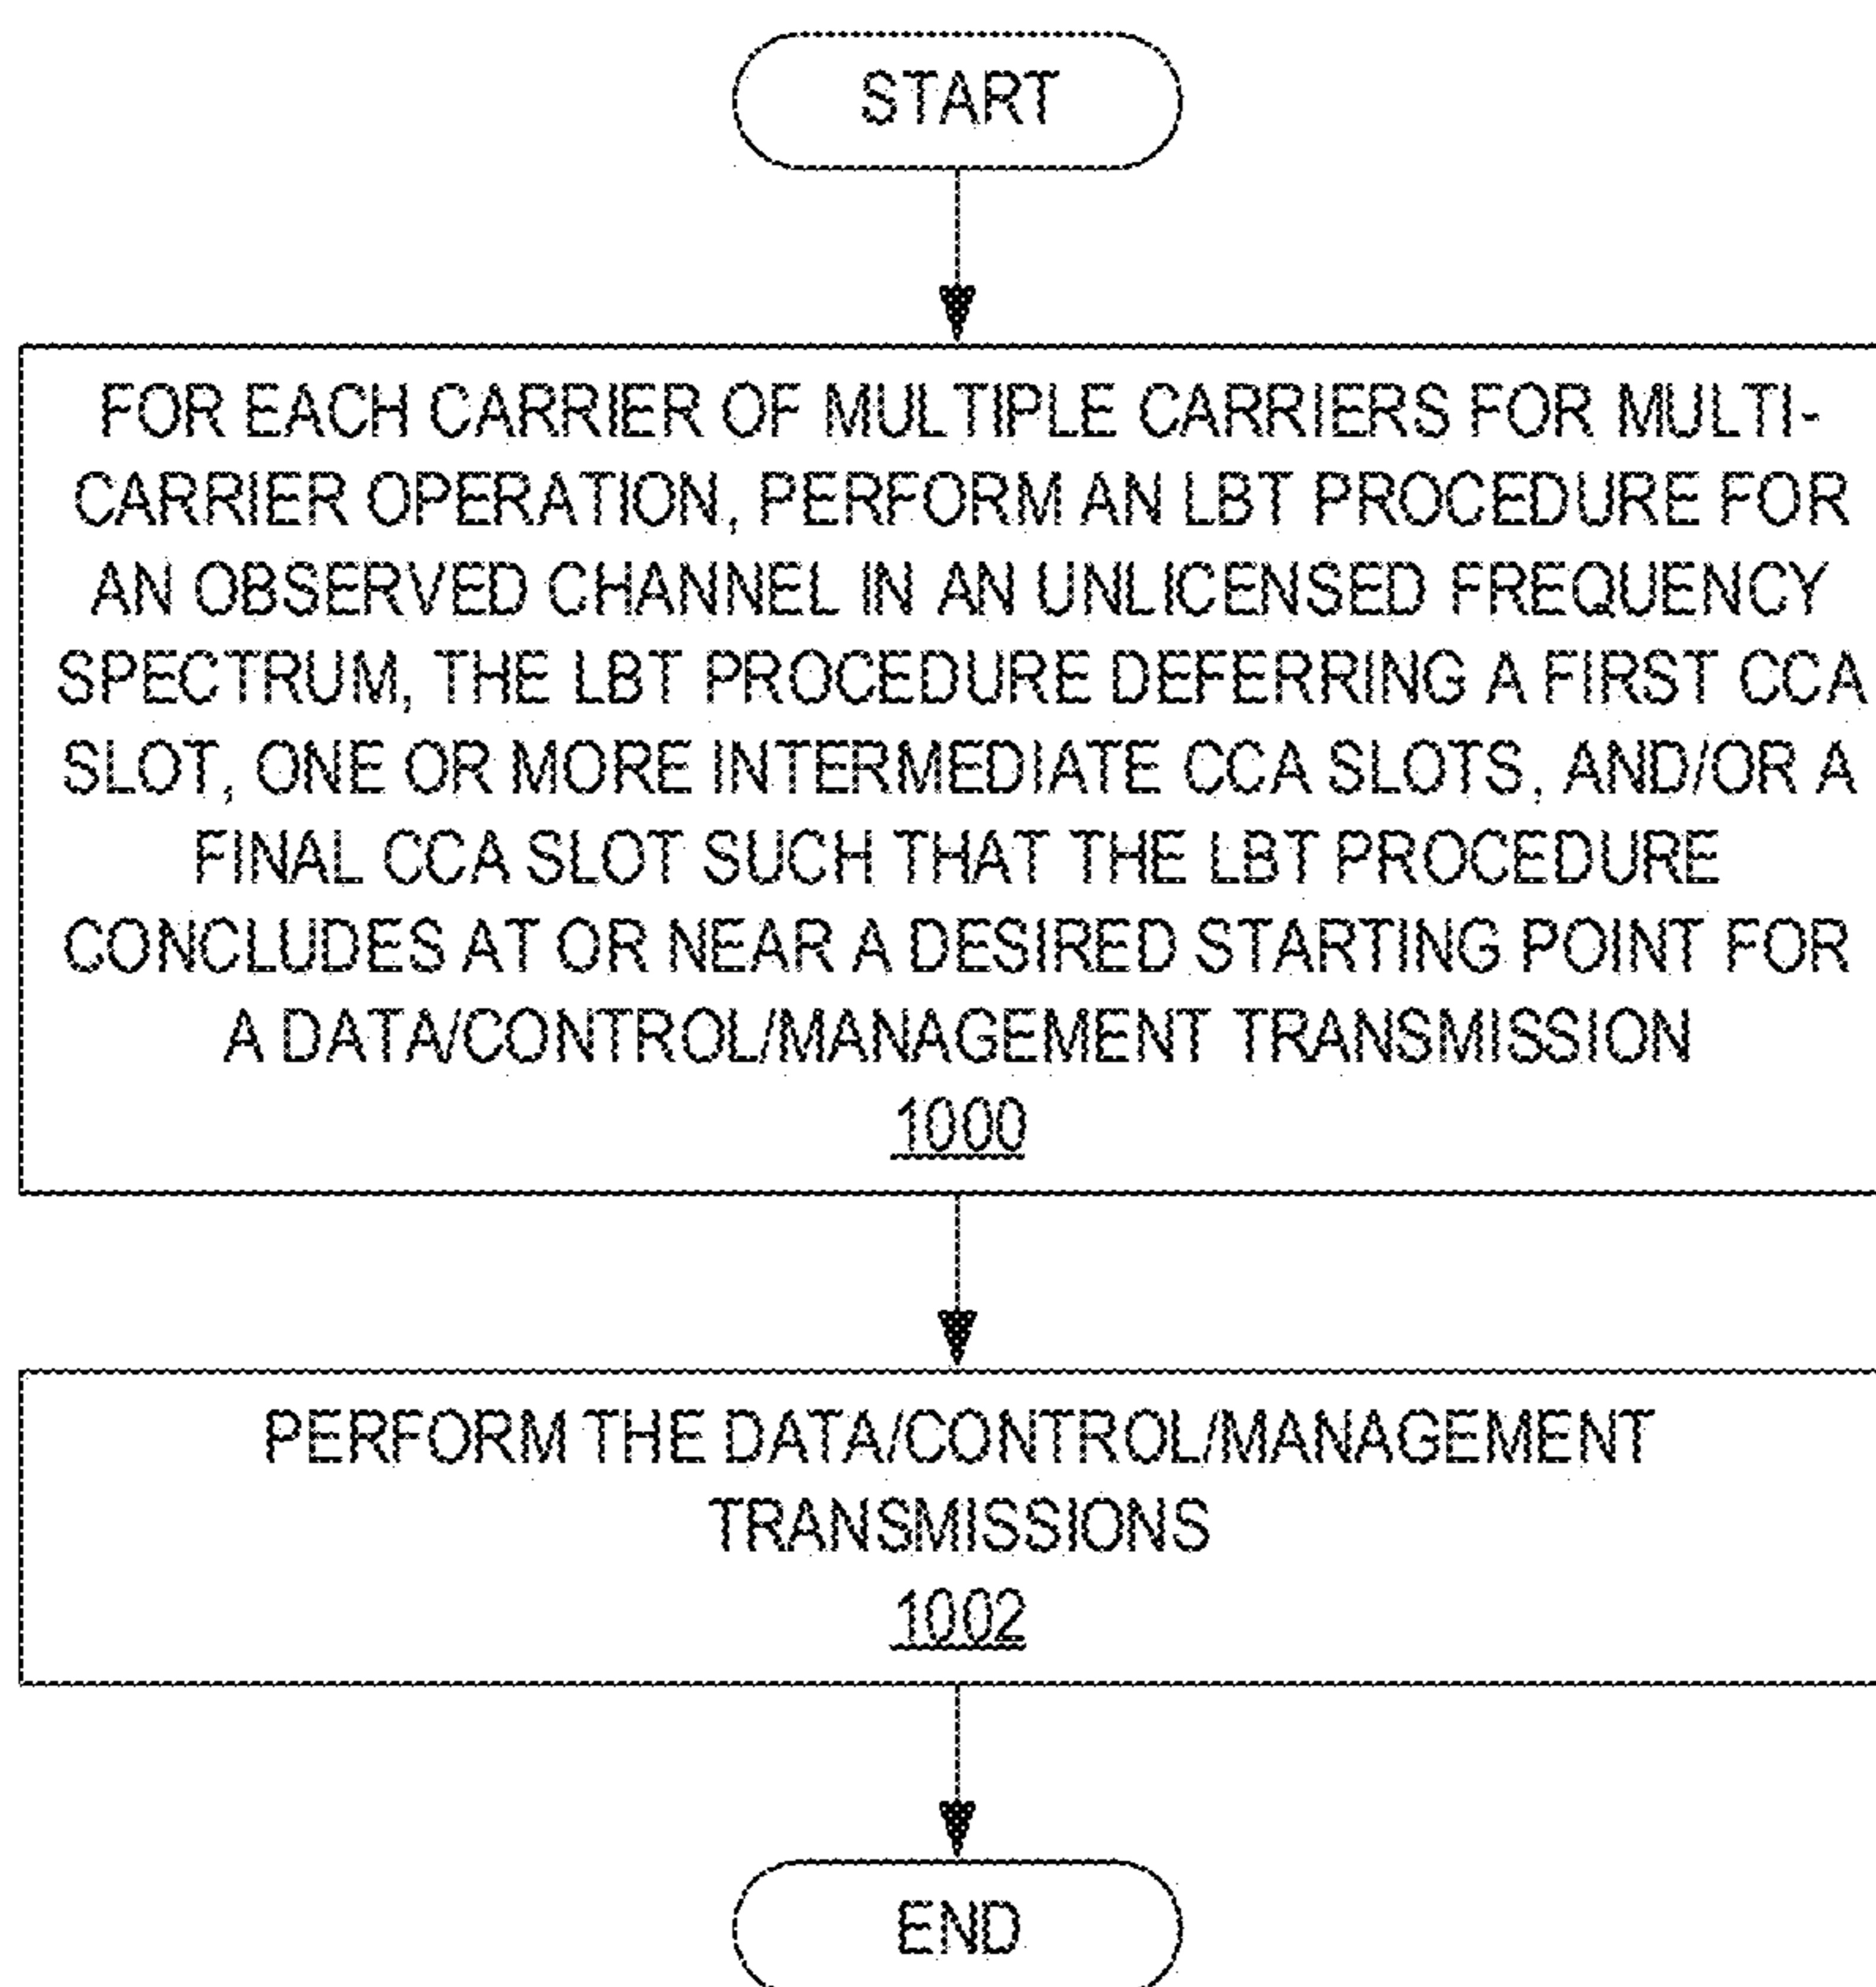 START
FOR EACH CARRIER OF MULTIPLE CARRIERS FOR MULTI-
CARRIER OPERATION, PERFORM AN LBT PROCEDURE FOR
AN OBSERVED CHANNEL IN AN UNLICENSED FREQUENCY
SPECTRUM, THE LBT PROCEDURE DEFERRING A FIRST CCA
SLOT, ONE OR MORE INTERMEDIATE CCA SLOTS, AND/OR A
FINAL CCA SLOT SUCH THAT THE LBT PROCEDURE
CONCLUDES AT OR NEAR A DESIRED STARTING POINT FOR
A DATA/CONTROL/MANAGEMENT TRANSMISSION
1000
PERFORM THE DATA/CONTROL/MANAGEMENT
TRANSMISSIONS
1002
END